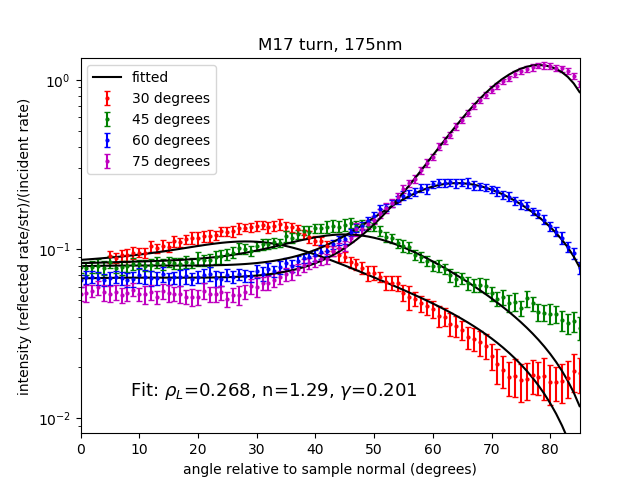 M17 turn, 175nm
intensity (reflected rate/str)/(incident rate)
10⁰
10⁻¹
10⁻²
fitted
30 degrees
45 degrees
60 degrees
75 degrees
Fit: ρ_L=0.268, n=1.29, γ=0.201
0 10 20 30 40 50 60 70 80
angle relative to sample normal (degrees)